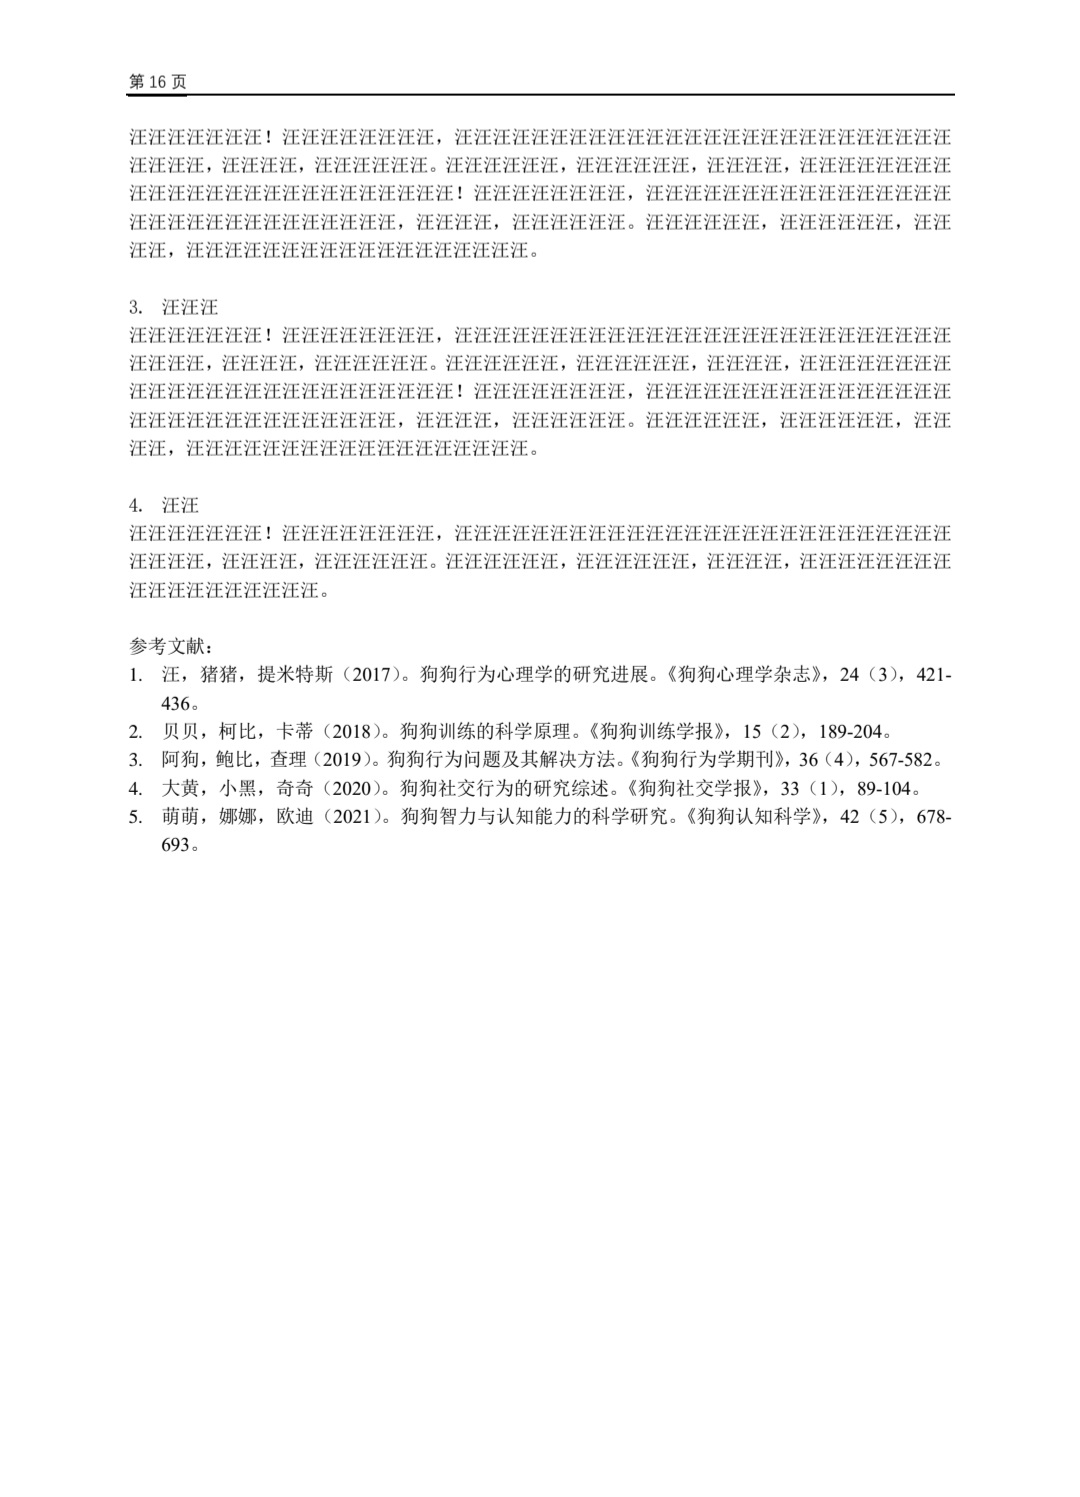 第 16 页
汪汪汪汪汪汪汪！汪汪汪汪汪汪汪汪，汪汪汪汪汪汪汪汪汪汪汪汪汪汪汪汪汪汪汪汪汪汪汪汪汪汪
汪汪汪汪，汪汪汪汪，汪汪汪汪汪汪。汪汪汪汪汪汪，汪汪汪汪汪汪，汪汪汪汪，汪汪汪汪汪汪汪汪
汪汪汪汪汪汪汪汪汪汪汪汪汪汪汪汪汪！汪汪汪汪汪汪汪汪，汪汪汪汪汪汪汪汪汪汪汪汪汪汪汪汪
汪汪汪汪汪汪汪汪汪汪汪汪汪汪，汪汪汪汪，汪汪汪汪汪汪。汪汪汪汪汪汪，汪汪汪汪汪汪，汪汪
汪汪，汪汪汪汪汪汪汪汪汪汪汪汪汪汪汪汪汪汪。
3. 汪汪汪
汪汪汪汪汪汪汪！汪汪汪汪汪汪汪汪，汪汪汪汪汪汪汪汪汪汪汪汪汪汪汪汪汪汪汪汪汪汪汪汪汪汪
汪汪汪汪，汪汪汪汪，汪汪汪汪汪汪。汪汪汪汪汪汪，汪汪汪汪汪汪，汪汪汪汪，汪汪汪汪汪汪汪汪
汪汪汪汪汪汪汪汪汪汪汪汪汪汪汪汪汪！汪汪汪汪汪汪汪汪，汪汪汪汪汪汪汪汪汪汪汪汪汪汪汪汪
汪汪汪汪汪汪汪汪汪汪汪汪汪汪，汪汪汪汪，汪汪汪汪汪汪。汪汪汪汪汪汪，汪汪汪汪汪汪，汪汪
汪汪，汪汪汪汪汪汪汪汪汪汪汪汪汪汪汪汪汪汪。
4. 汪汪
汪汪汪汪汪汪汪！汪汪汪汪汪汪汪汪，汪汪汪汪汪汪汪汪汪汪汪汪汪汪汪汪汪汪汪汪汪汪汪汪汪汪
汪汪汪汪，汪汪汪汪，汪汪汪汪汪汪。汪汪汪汪汪汪，汪汪汪汪汪汪，汪汪汪汪，汪汪汪汪汪汪汪汪
汪汪汪汪汪汪汪汪汪汪。
参考文献：
1. 汪，猪猪，提米特斯（2017）。狗狗行为心理学的研究进展。《狗狗心理学杂志》，24（3），421-
436。
2. 贝贝，柯比，卡蒂（2018）。狗狗训练的科学原理。《狗狗训练学报》，15（2），189-204。
3. 阿狗，鲍比，查理（2019）。狗狗行为问题及其解决方法。《狗狗行为学期刊》，36（4），567-582。
4. 大黄，小黑，奇奇（2020）。狗狗社交行为的研究综述。《狗狗社交学报》，33（1），89-104。
5. 萌萌，娜娜，欧迪（2021）。狗狗智力与认知能力的科学研究。《狗狗认知科学》，42（5），678-
693。